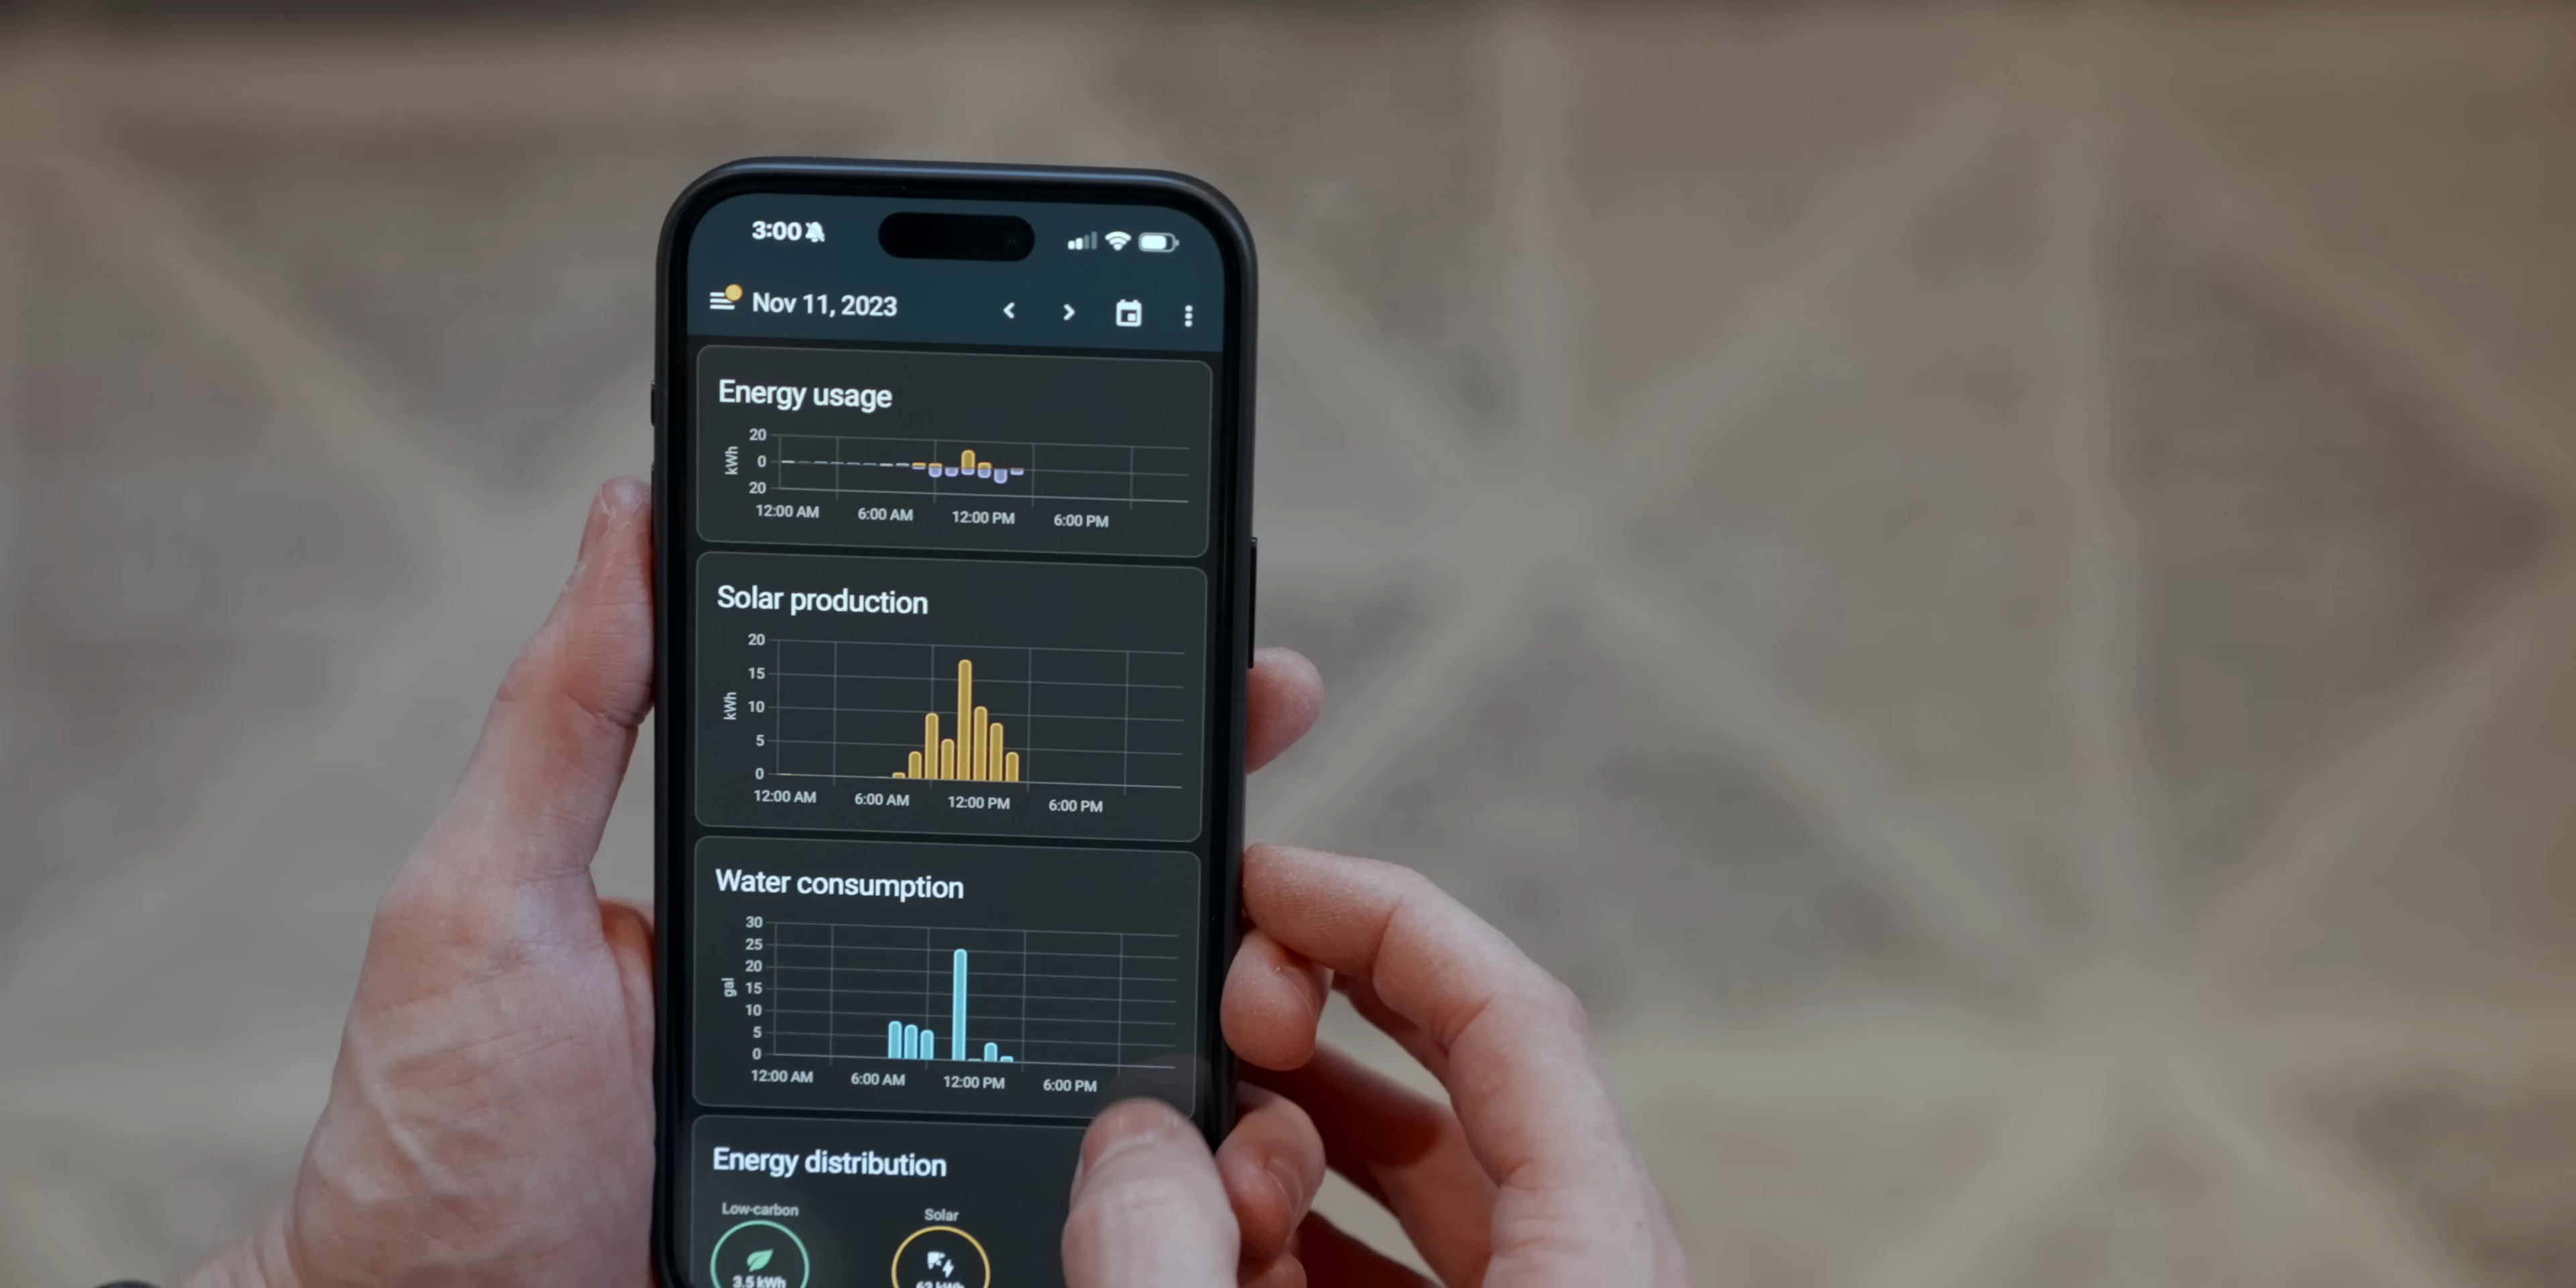 3:00
Nov 11, 2023
Energy usage
20
0
20
kWh
12:00 AM 6:00 AM 12:00 PM 6:00 PM
Solar production
20
15
10
5
0
kWh
12:00 AM 6:00 AM 12:00 PM 6:00 PM
Water consumption
30
25
20
15
10
5
0
gal
12:00 AM 6:00 AM 12:00 PM 6:00 PM
Energy distribution
Low-carbon Solar
3.5 kWh 63 kWh